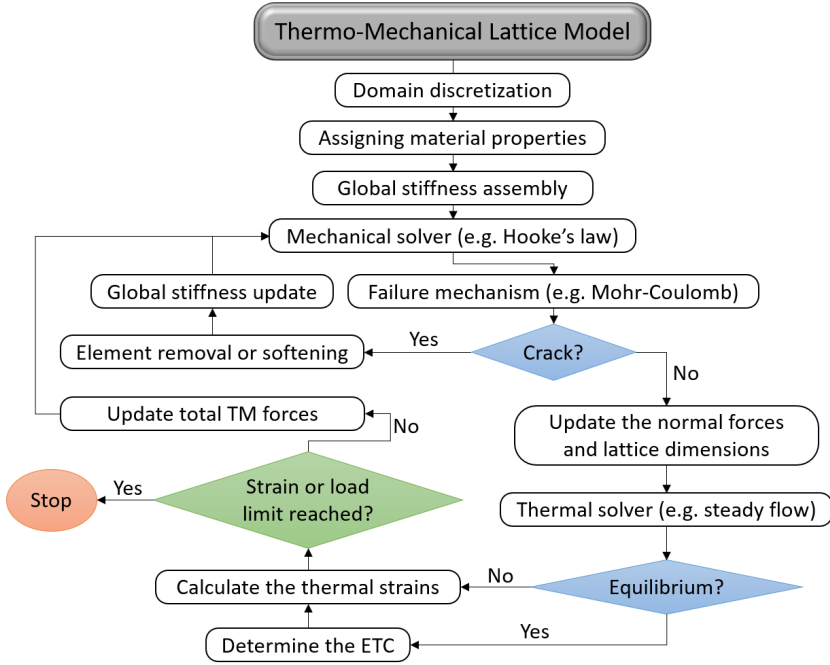 Thermo-Mechanical Lattice Model
Domain discretization
Assigning material properties
Global stiffness assembly
Mechanical solver (e.g. Hooke's law)
Global stiffness update
Failure mechanism (e.g. Mohr-Coulomb)
Element removal or softening
Yes
Crack?
No
Update total TM forces
No
Update the normal forces
and lattice dimensions
Stop
Yes
Strain or load
limit reached?
Thermal solver (e.g. steady flow)
Calculate the thermal strains
No
Equilibrium?
Determine the ETC
Yes